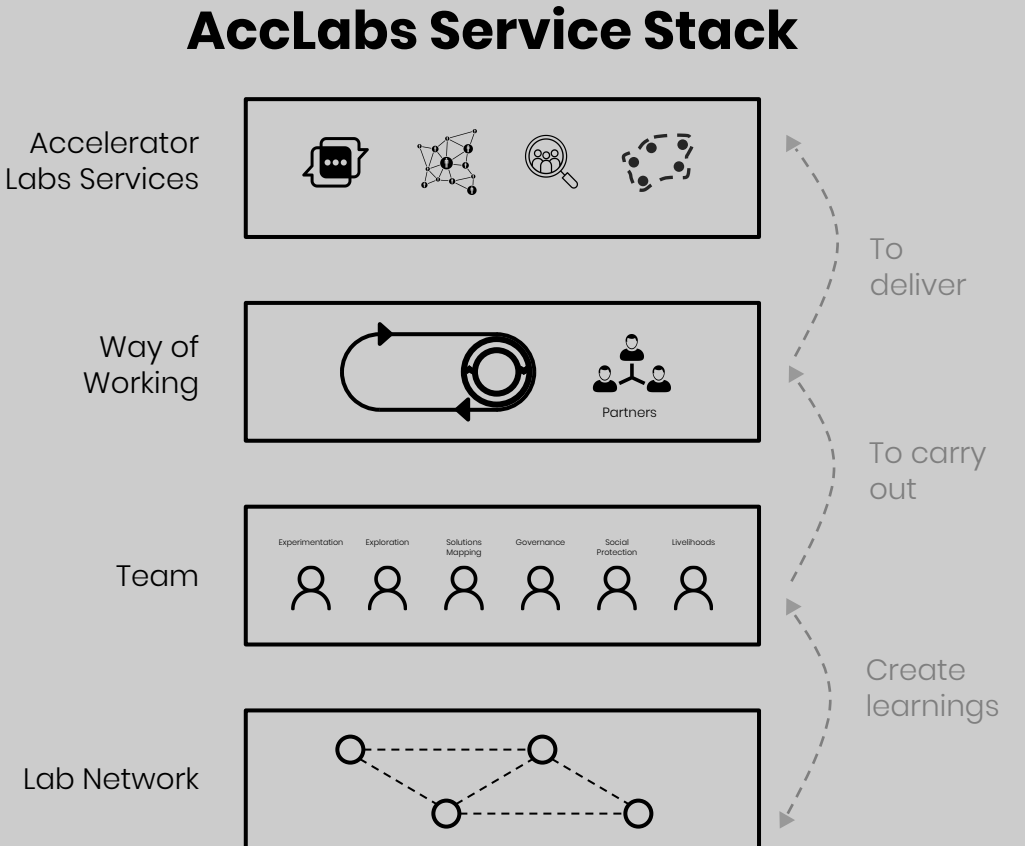 AccLabs Service Stack
Accelerator
Labs Services
To
deliver
Way of
Working
Partners
To carry
out
Team
Experimentation
Exploration
Solutions
Mapping
Governance
Social
Protection
Livelihoods
Create
learnings
Lab Network